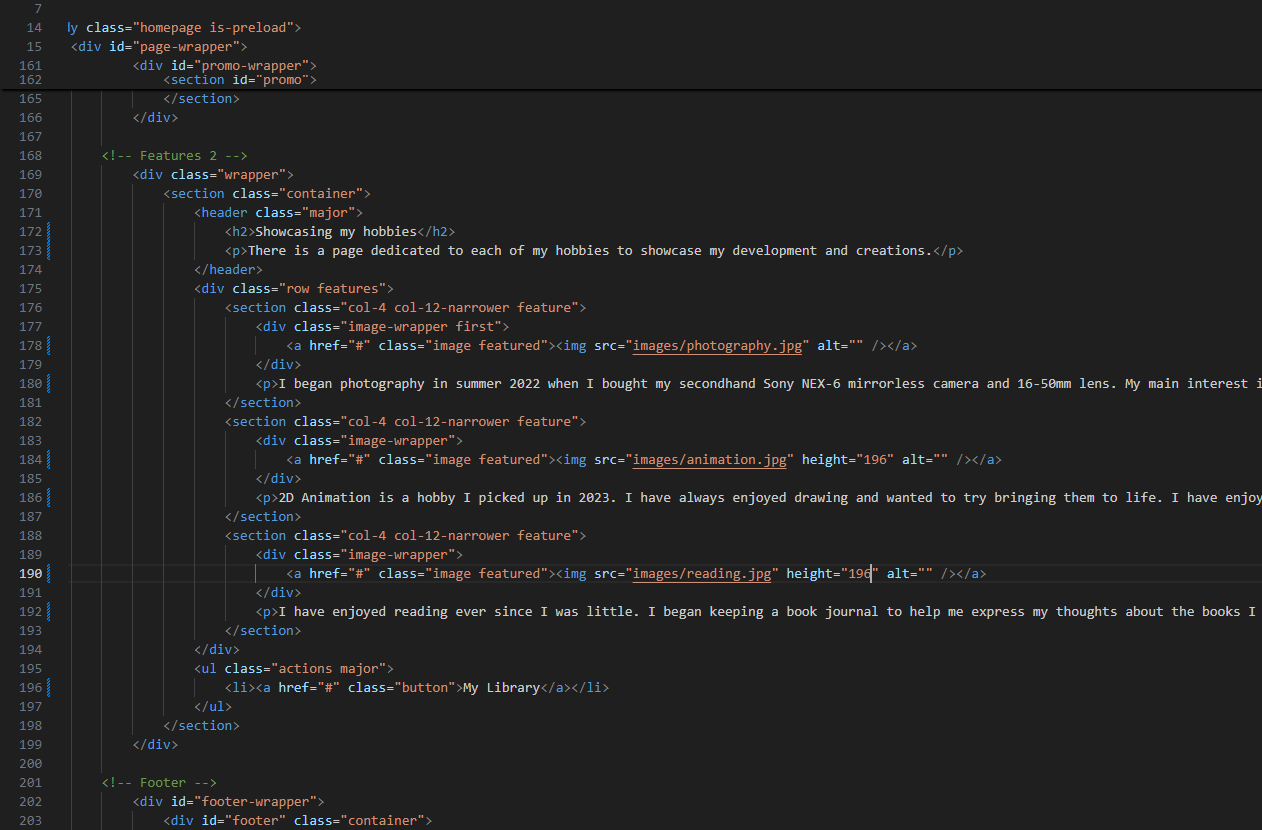 7
14 ly class="homepage is-preload">
15 <div id="page-wrapper">
161 <div id="promo-wrapper">
162 <section id="promo">
165 </section>
166 </div>
167
168 <!-- Features 2 -->
169 <div class="wrapper">
170 <section class="container">
171 <header class="major">
172 <h2>Showcasing my hobbies</h2>
173 <p>There is a page dedicated to each of my hobbies to showcase my development and creations.</p>
174 </header>
175 <div class="row features">
176 <section class="col-4 col-12-narrower feature">
177 <div class="image-wrapper first">
178 <a href="#" class="image featured"><img src="images/photography.jpg" alt="" /></a>
179 </div>
180 <p>I began photography in summer 2022 when I bought my secondhand Sony NEX-6 mirrorless camera and 16-50mm lens. My main interest i
181 </section>
182 <section class="col-4 col-12-narrower feature">
183 <div class="image-wrapper">
184 <a href="#" class="image featured"><img src="images/animation.jpg" height="196" alt="" /></a>
185 </div>
186 <p>2D Animation is a hobby I picked up in 2023. I have always enjoyed drawing and wanted to try bringing them to life. I have enjoy
187 </section>
188 <section class="col-4 col-12-narrower feature">
189 <div class="image-wrapper">
190 <a href="#" class="image featured"><img src="images/reading.jpg" height="196" alt="" /></a>
191 </div>
192 <p>I have enjoyed reading ever since I was little. I began keeping a book journal to help me express my thoughts about the books I
193 </section>
194 </div>
195 <ul class="actions major">
196 <li><a href="#" class="button">My Library</a></li>
197 </ul>
198 </section>
199 </div>
200
201 <!-- Footer -->
202 <div id="footer-wrapper">
203 <div id="footer" class="container">